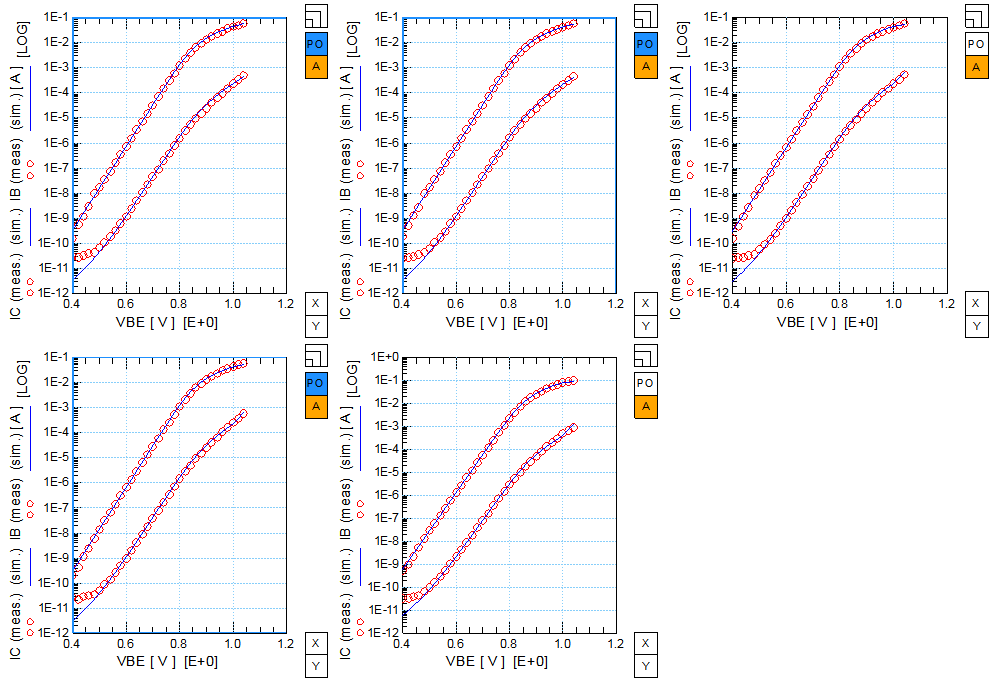 IC (meas.) (sim.) IB (meas) (sim.) [ A ] [LOG]
1E-1
1E-2
1E-3
1E-4
1E-5
1E-6
1E-7
1E-8
1E-9
1E-10
1E-11
1E-12
0.4 0.6 0.8 1.0 1.2
VBE [ V ] [E+0]
PO
A
X
Y
IC (meas.) (sim.) IB (meas) (sim.) [ A ] [LOG]
1E-1
1E-2
1E-3
1E-4
1E-5
1E-6
1E-7
1E-8
1E-9
1E-10
1E-11
1E-12
0.4 0.6 0.8 1.0 1.2
VBE [ V ] [E+0]
PO
A
X
Y
IC (meas.) (sim.) IB (meas) (sim.) [ A ] [LOG]
1E-1
1E-2
1E-3
1E-4
1E-5
1E-6
1E-7
1E-8
1E-9
1E-10
1E-11
1E-12
0.4 0.6 0.8 1.0 1.2
VBE [ V ] [E+0]
PO
A
X
Y
IC (meas.) (sim.) IB (meas) (sim.) [ A ] [LOG]
1E-1
1E-2
1E-3
1E-4
1E-5
1E-6
1E-7
1E-8
1E-9
1E-10
1E-11
1E-12
0.4 0.6 0.8 1.0 1.2
VBE [ V ] [E+0]
PO
A
X
Y
IC (meas.) (sim.) IB (meas) (sim.) [ A ] [LOG]
1E+0
1E-1
1E-2
1E-3
1E-4
1E-5
1E-6
1E-7
1E-8
1E-9
1E-10
1E-11
1E-12
0.4 0.6 0.8 1.0 1.2
VBE [ V ] [E+0]
PO
A
X
Y